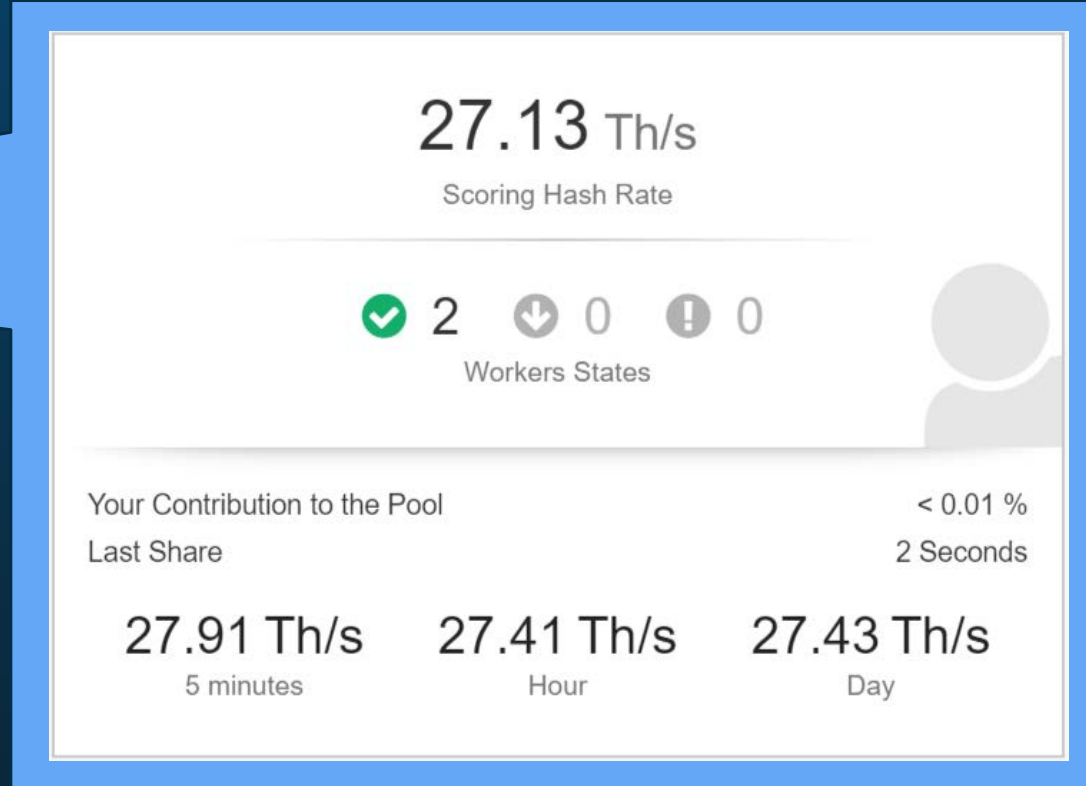 27.13 Th/s
Scoring Hash Rate
2 0 0
Workers States
Your Contribution to the Pool < 0.01 %
Last Share 2 Seconds
27.91 Th/s 27.41 Th/s 27.43 Th/s
5 minutes Hour Day